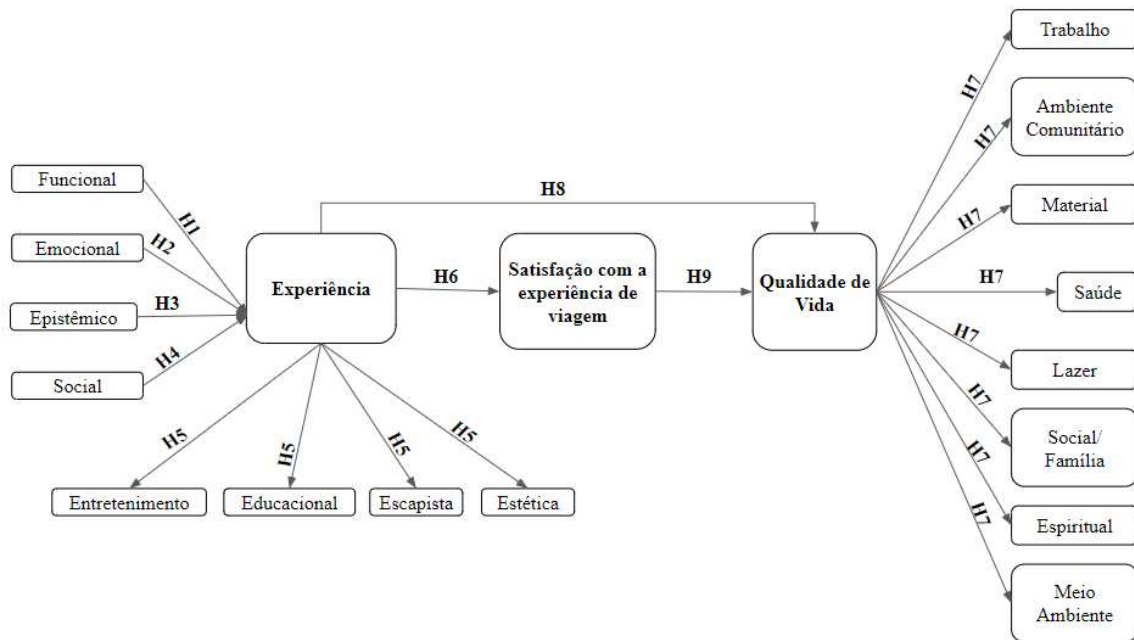 Trabalho
H7
Ambiente
Comunitário
H7
Funcional
H1
H8
Material
H7
Emocional
H2
Experiência
H6
Satisfação com a
experiência de
viagem
H9
Qualidade de
Vida
H7
Saúde
Epistêmico
H3
Social
H4
H7
Lazer
H5
H5
H5
H5
H7
Social/
Família
Entretenimento
Educacional
Escapista
Estética
H7
Espiritual
H7
Meio
Ambiente